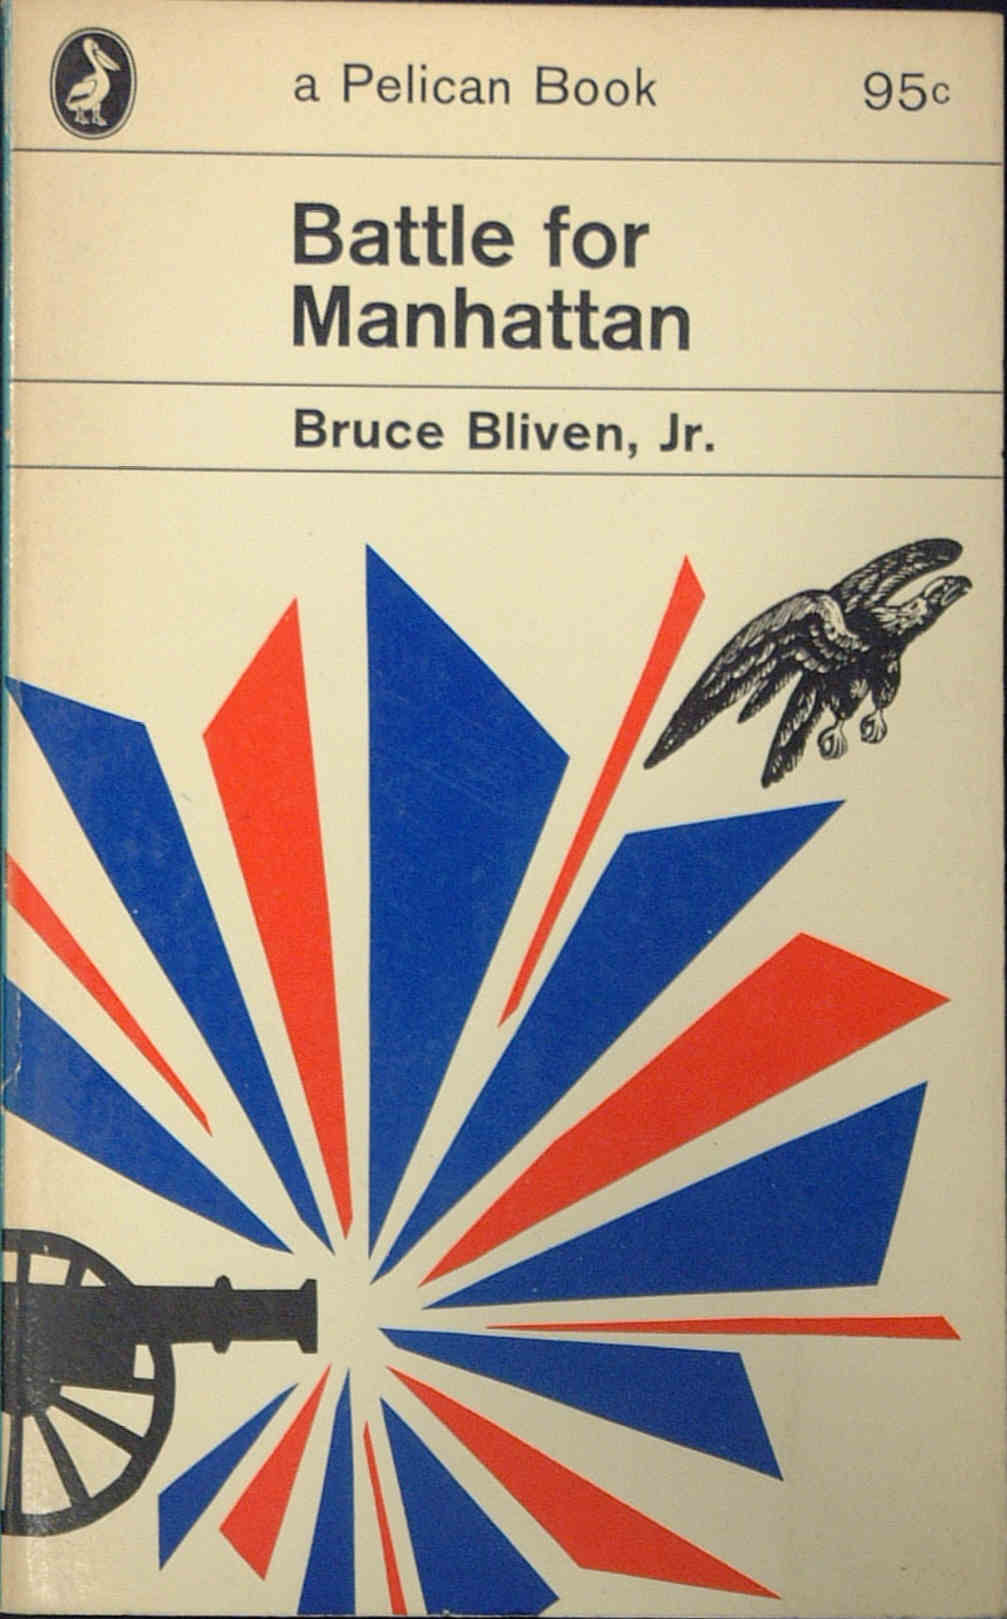 a Pelican Book 95c
Battle for
Manhattan
Bruce Bliven, Jr.